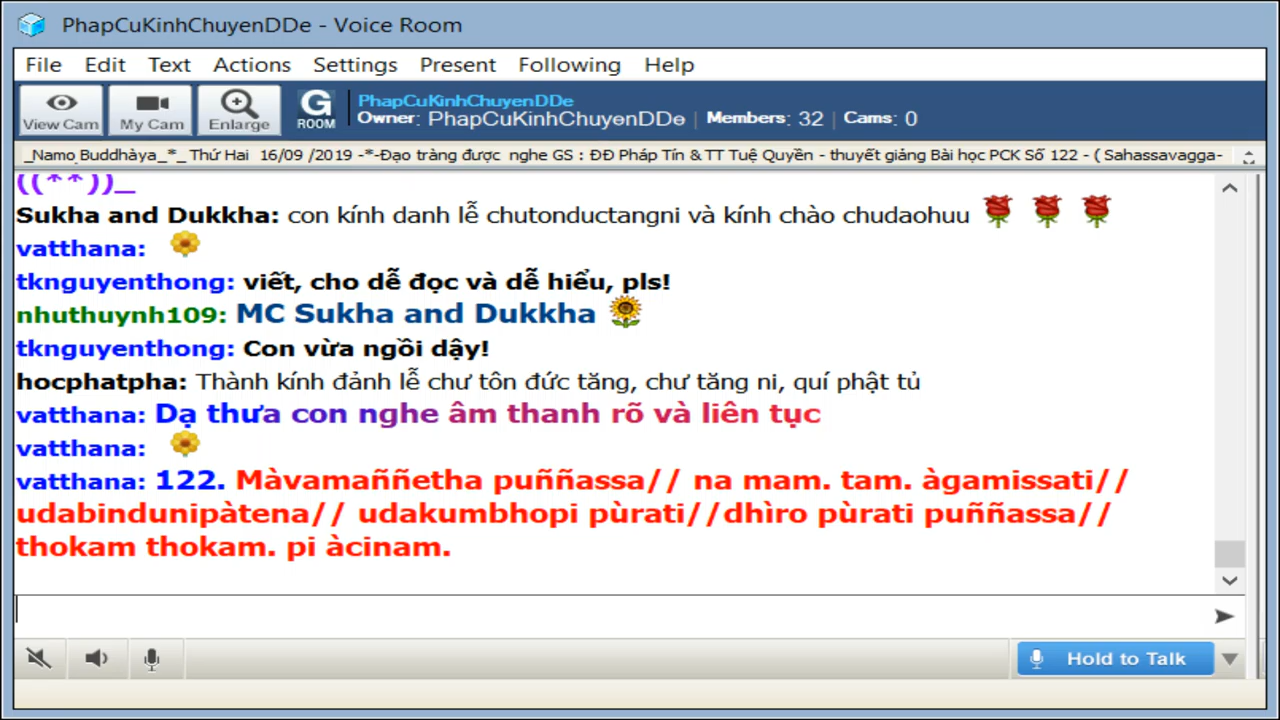 PhapCuKinhChuyenDDe - Voice Room
File Edit Text Actions Settings Present Following Help
View Cam My Cam Enlarge G ROOM
PhapCuKinhChuyenDDe
Owner: PhapCuKinhChuyenDDe | Members: 32 | Cams: 0
_Namo_Buddhàya_*_ Thứ Hai 16/09 /2019 -*-Đạo tràng được nghe GS : ĐĐ Pháp Tín & TT Tuệ Quyền - thuyết giảng Bài học PCK Số 122 - ( Sahassavagga-
((**))_
Sukha and Dukkha: con kính danh lễ chutonductangni và kính chào chudaohuu
vatthana:
tknguyenthong: viết, cho dễ đọc và dễ hiểu, pls!
nhuthuynh109: MC Sukha and Dukkha
tknguyenthong: Con vừa ngồi dậy!
hocphatpha: Thành kính đảnh lễ chư tôn đức tăng, chư tăng ni, quí phật tủ
vatthana: Dạ thưa con nghe âm thanh rõ và liên tục
vatthana:
vatthana: 122. Màvamaññetha puññassa// na mam. tam. àgamissati//
udabindunipàtena// udakumbhopi pùrati//dhìro pùrati puññassa//
thokam thokam. pi àcinam.
Hold to Talk